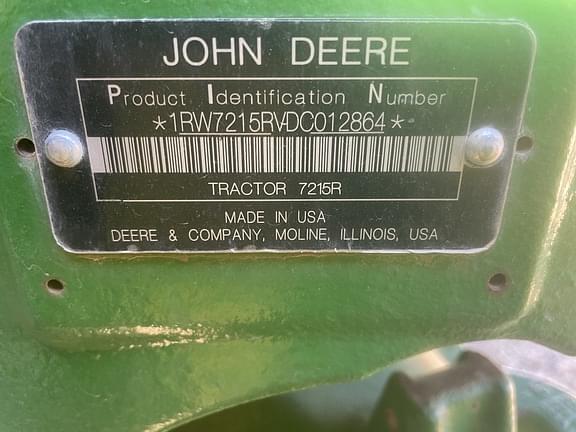 JOHN DEERE
Product Identification Number
*1RW7215RVDC012864*
TRACTOR 7215R
MADE IN USA
DEERE & COMPANY, MOLINE, ILLINOIS, USA